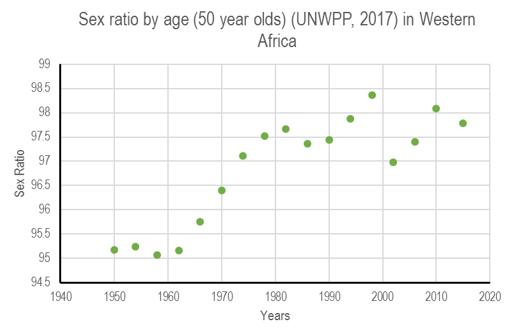 Sex ratio by age (50 year olds) (UNWPP, 2017) in Western
Africa
99
98.5
98
97.5
97
96.5
96
95.5
95
94.5
Sex Ratio
1940 1950 1960 1970 1980 1990 2000 2010 2020
Years